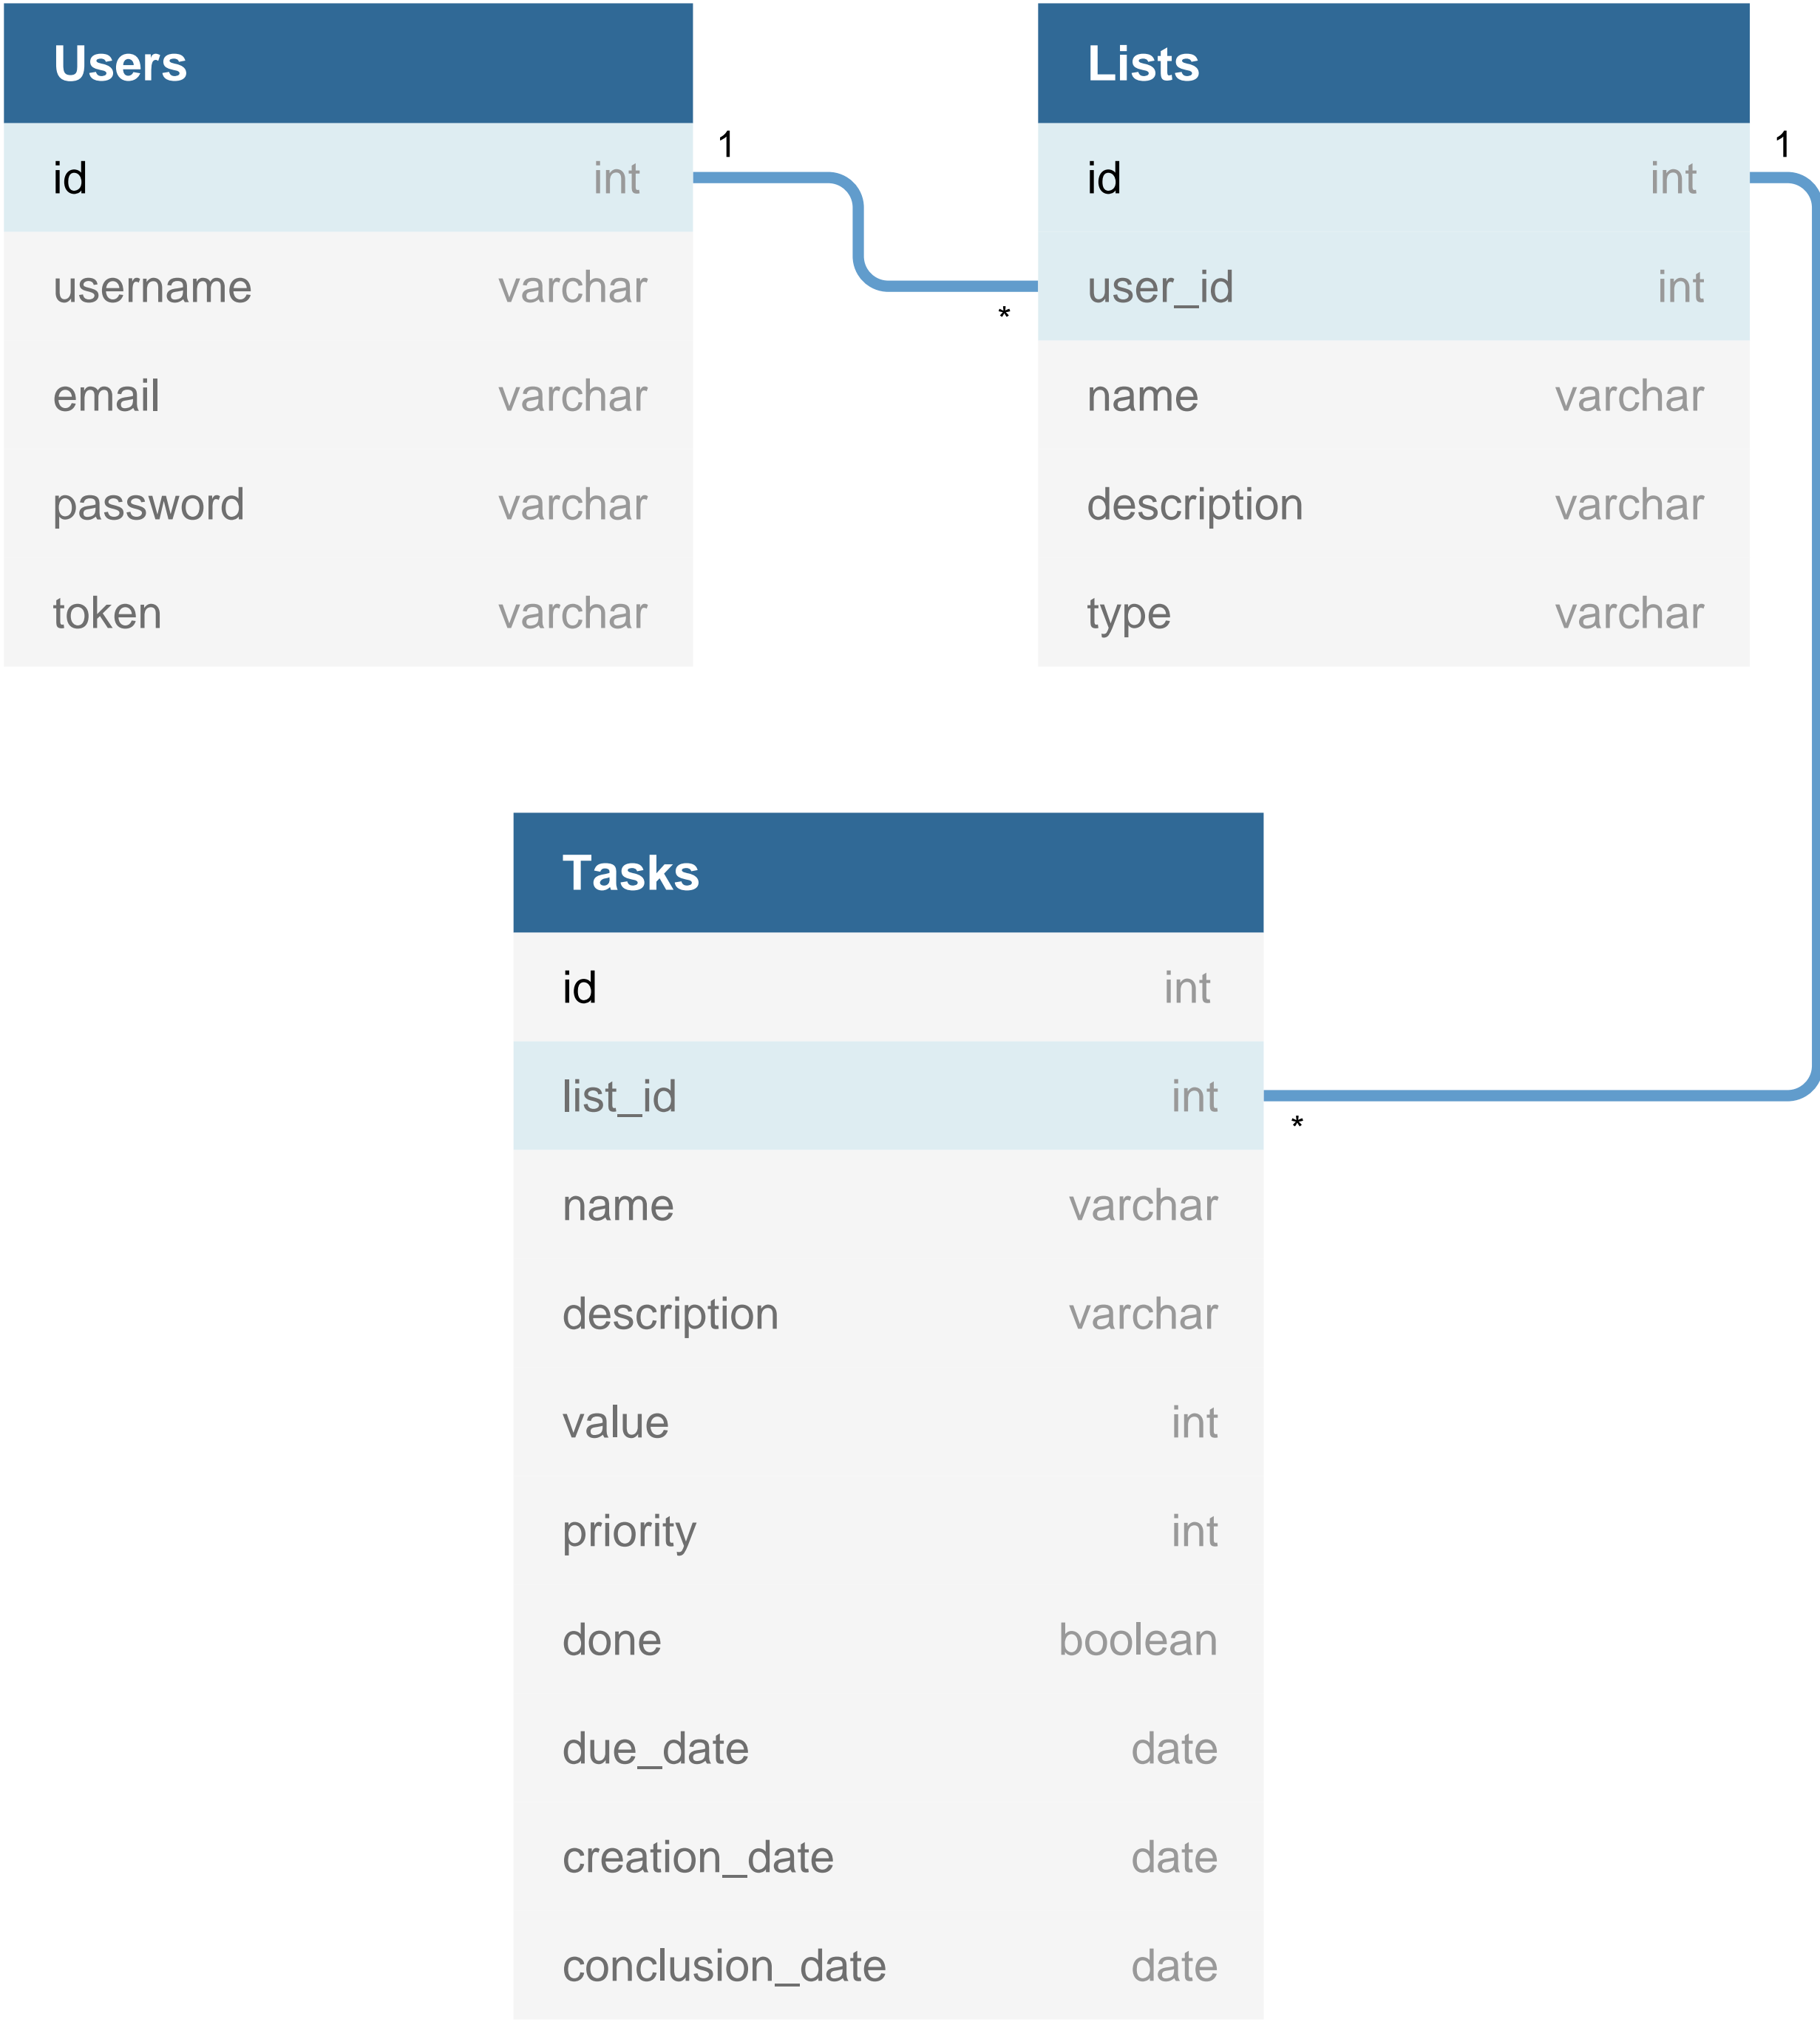 Users
id int
username varchar
email varchar
password varchar
token varchar
1
*
Lists
id int
user_id int
name varchar
description varchar
type varchar
1
Tasks
id int
list_id int
*
name varchar
description varchar
value int
priority int
done boolean
due_date date
creation_date date
conclusion_date date